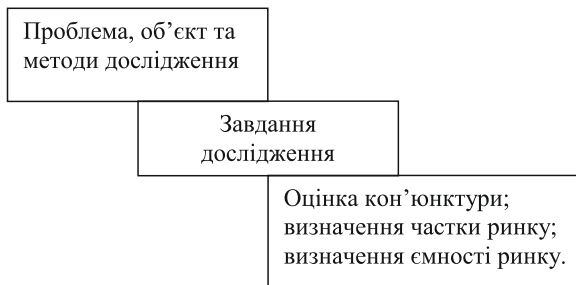 Проблема, об’єкт та
методи дослідження
Завдання
дослідження
Оцінка кон’юнктури;
визначення частки ринку;
визначення ємності ринку.